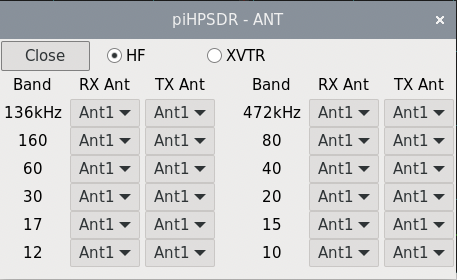 piHPSDR - ANT ×
Close HF XVTR
Band RX Ant TX Ant Band RX Ant TX Ant
136kHz Ant1 Ant1 472kHz Ant1 Ant1
160 Ant1 Ant1 80 Ant1 Ant1
60 Ant1 Ant1 40 Ant1 Ant1
30 Ant1 Ant1 20 Ant1 Ant1
17 Ant1 Ant1 15 Ant1 Ant1
12 Ant1 Ant1 10 Ant1 Ant1